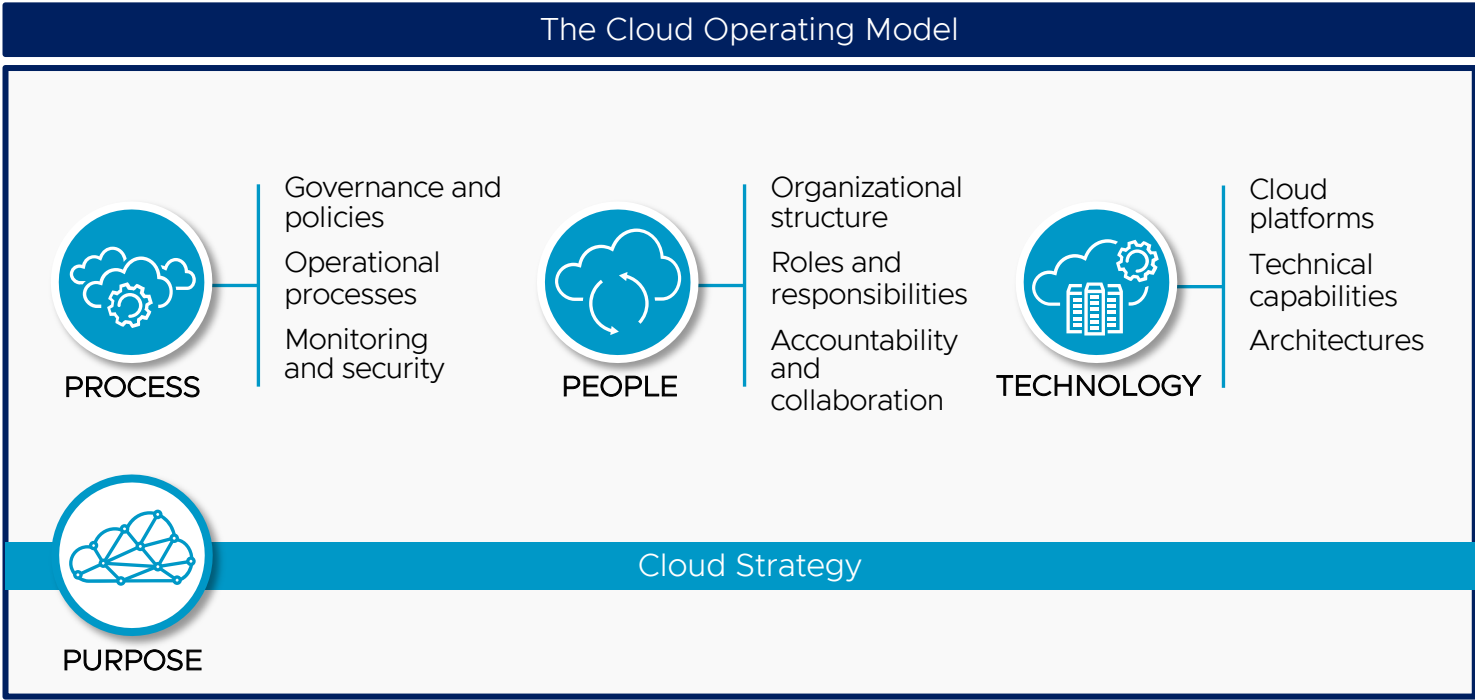 The Cloud Operating Model
Governance and
policies
Operational
processes
Monitoring
and security
PROCESS
Organizational
structure
Roles and
responsibilities
Accountability
and
collaboration
PEOPLE
Cloud
platforms
Technical
capabilities
Architectures
TECHNOLOGY
Cloud Strategy
PURPOSE